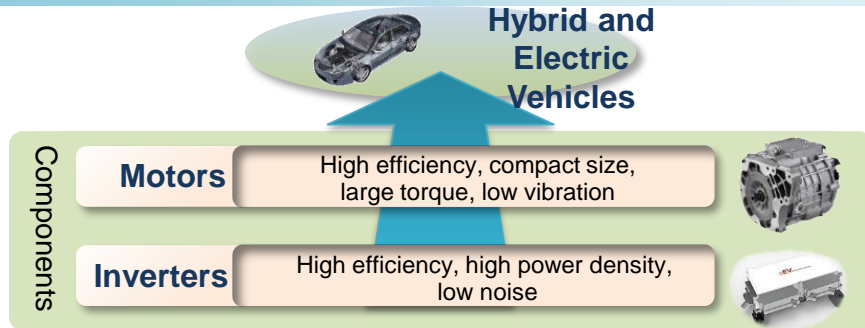 Hybrid and
Electric
Vehicles
Components
Motors
High efficiency, compact size,
large torque, low vibration
Inverters
High efficiency, high power density,
low noise
EV